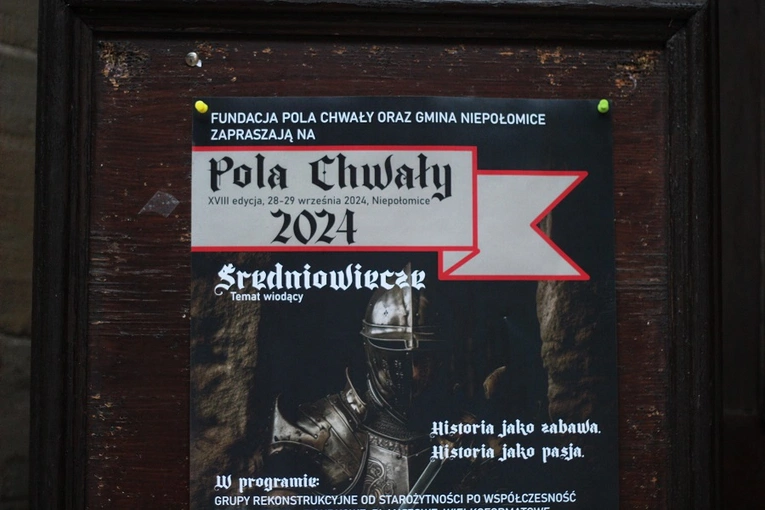 FUNDACJA POLA CHWAŁY ORAZ GMINA NIEPOŁOMICE
ZAPRASZAJĄ NA
Pola Chwały
XVIII edycja, 28-29 września 2024, Niepołomice
2024
Średniowiecze
Temat wiodący
Historia jako zabawa.
Historia jako pasja.
W programie:
GRUPY REKONSTRUKCYJNE OD STAROŻYTNOŚCI PO WSPÓŁCZESNOŚĆ